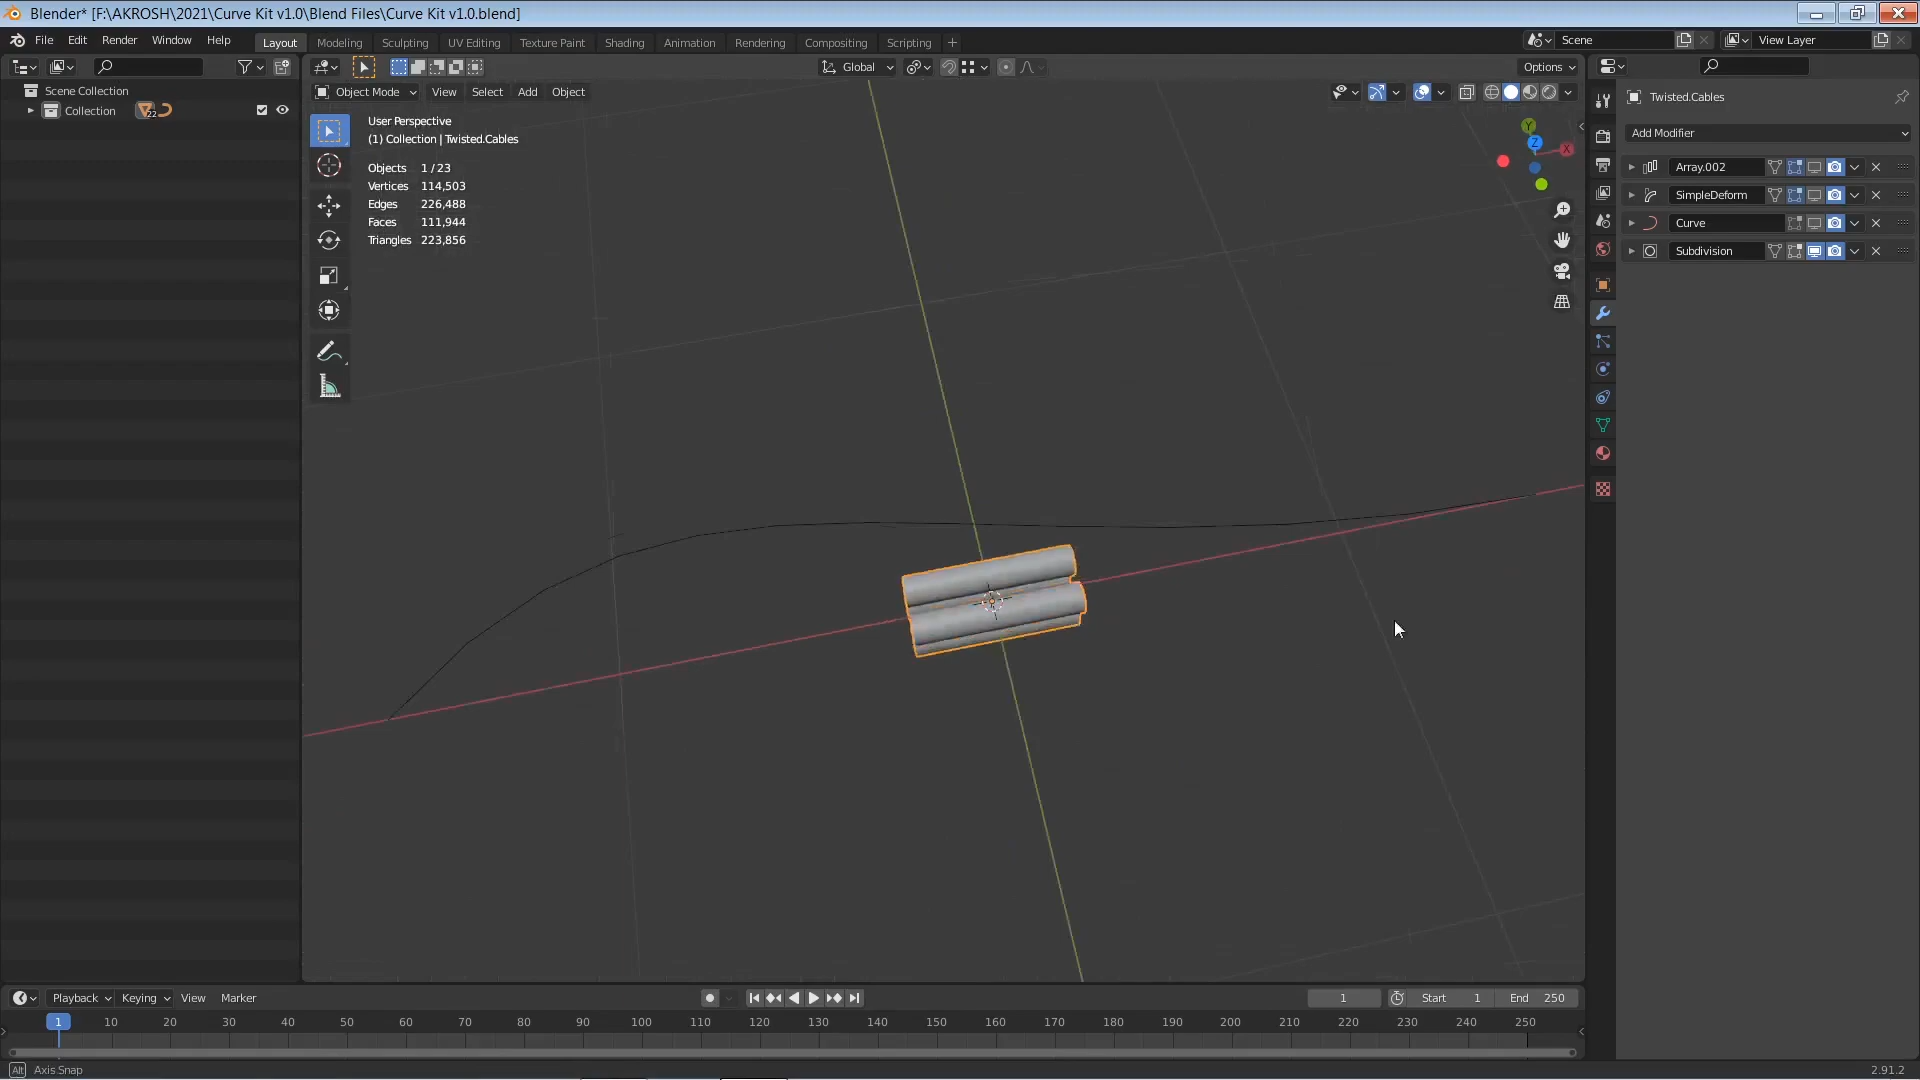 Blender* [F:\AKROSH\2021\Curve Kit v1.0\Blend Files\Curve Kit v1.0.blend]
File Edit Render Window Help Layout Modeling Sculpting UV Editing Texture Paint Shading Animation Rendering Compositing Scripting + Scene View Layer
Global Options
Scene Collection
Object Mode View Select Add Object
Collection 22
User Perspective
(1) Collection | Twisted.Cables
Objects 1 / 23
Vertices 114,503
Edges 226,488
Faces 111,944
Triangles 223,856
Y
Z
X
Twisted.Cables
Add Modifier
Array.002
SimpleDeform
Curve
Subdivision
Playback Keying View Marker 1 Start 1 End 250
1 10 20 30 40 50 60 70 80 90 100 110 120 130 140 150 160 170 180 190 200 210 220 230 240 250
Alt Axis Snap 2.91.2